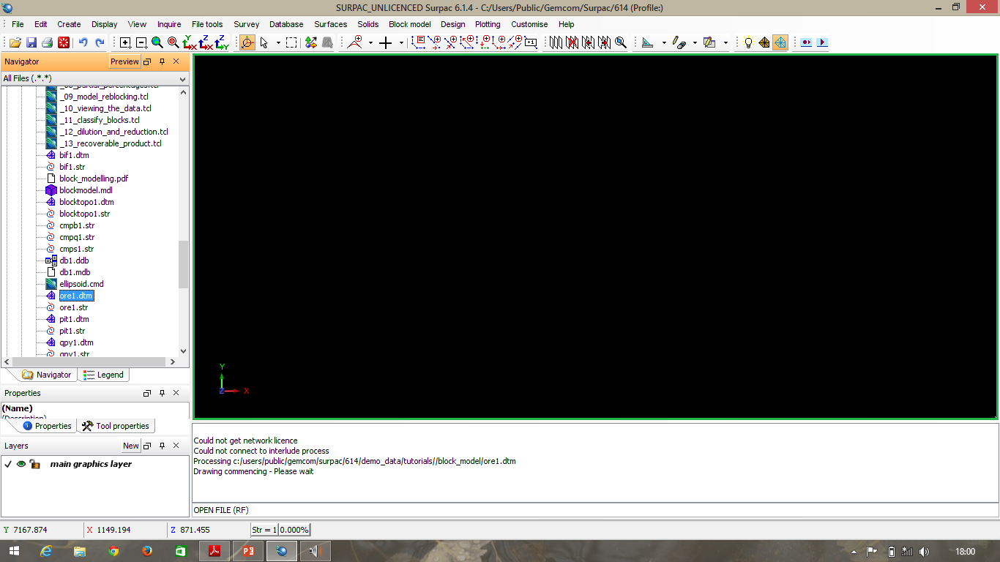 SURPAC_UNLICENCED Surpac 6.1.4 - C:/Users/Public/Gemcom/Surpac/614 (Profile:)
File Edit Create Display View Inquire File tools Survey Database Surfaces Solids Block model Design Plotting Customise Help
Navigator Preview
All Files (.*.*)
_08_partial_percentages.tcl
_09_model_reblocking.tcl
_10_viewing_the_data.tcl
_11_classify_blocks.tcl
_12_dilution_and_reduction.tcl
_13_recoverable_product.tcl
bif1.dtm
bif1.str
block_modelling.pdf
blockmodel.mdl
blocktopo1.dtm
blocktopo1.str
cmpb1.str
cmpq1.str
cmps1.str
db1.ddb
db1.mdb
ellipsoid.cmd
ore1.dtm
ore1.str
pit1.dtm
pit1.str
qpy1.dtm
qpy1.str
Navigator Legend
Properties
(Name)
(Description)
Properties Tool properties
Layers New
main graphics layer
Y
Z X
Could not get network licence
Could not connect to interlude process
Processing c:/users/public/gemcom/surpac/614/demo_data/tutorials//block_model/ore1.dtm
Drawing commencing - Please wait
OPEN FILE (RF)
Y 7167.874 X 1149.194 Z 871.455 Str = 1 0.000%
18:00